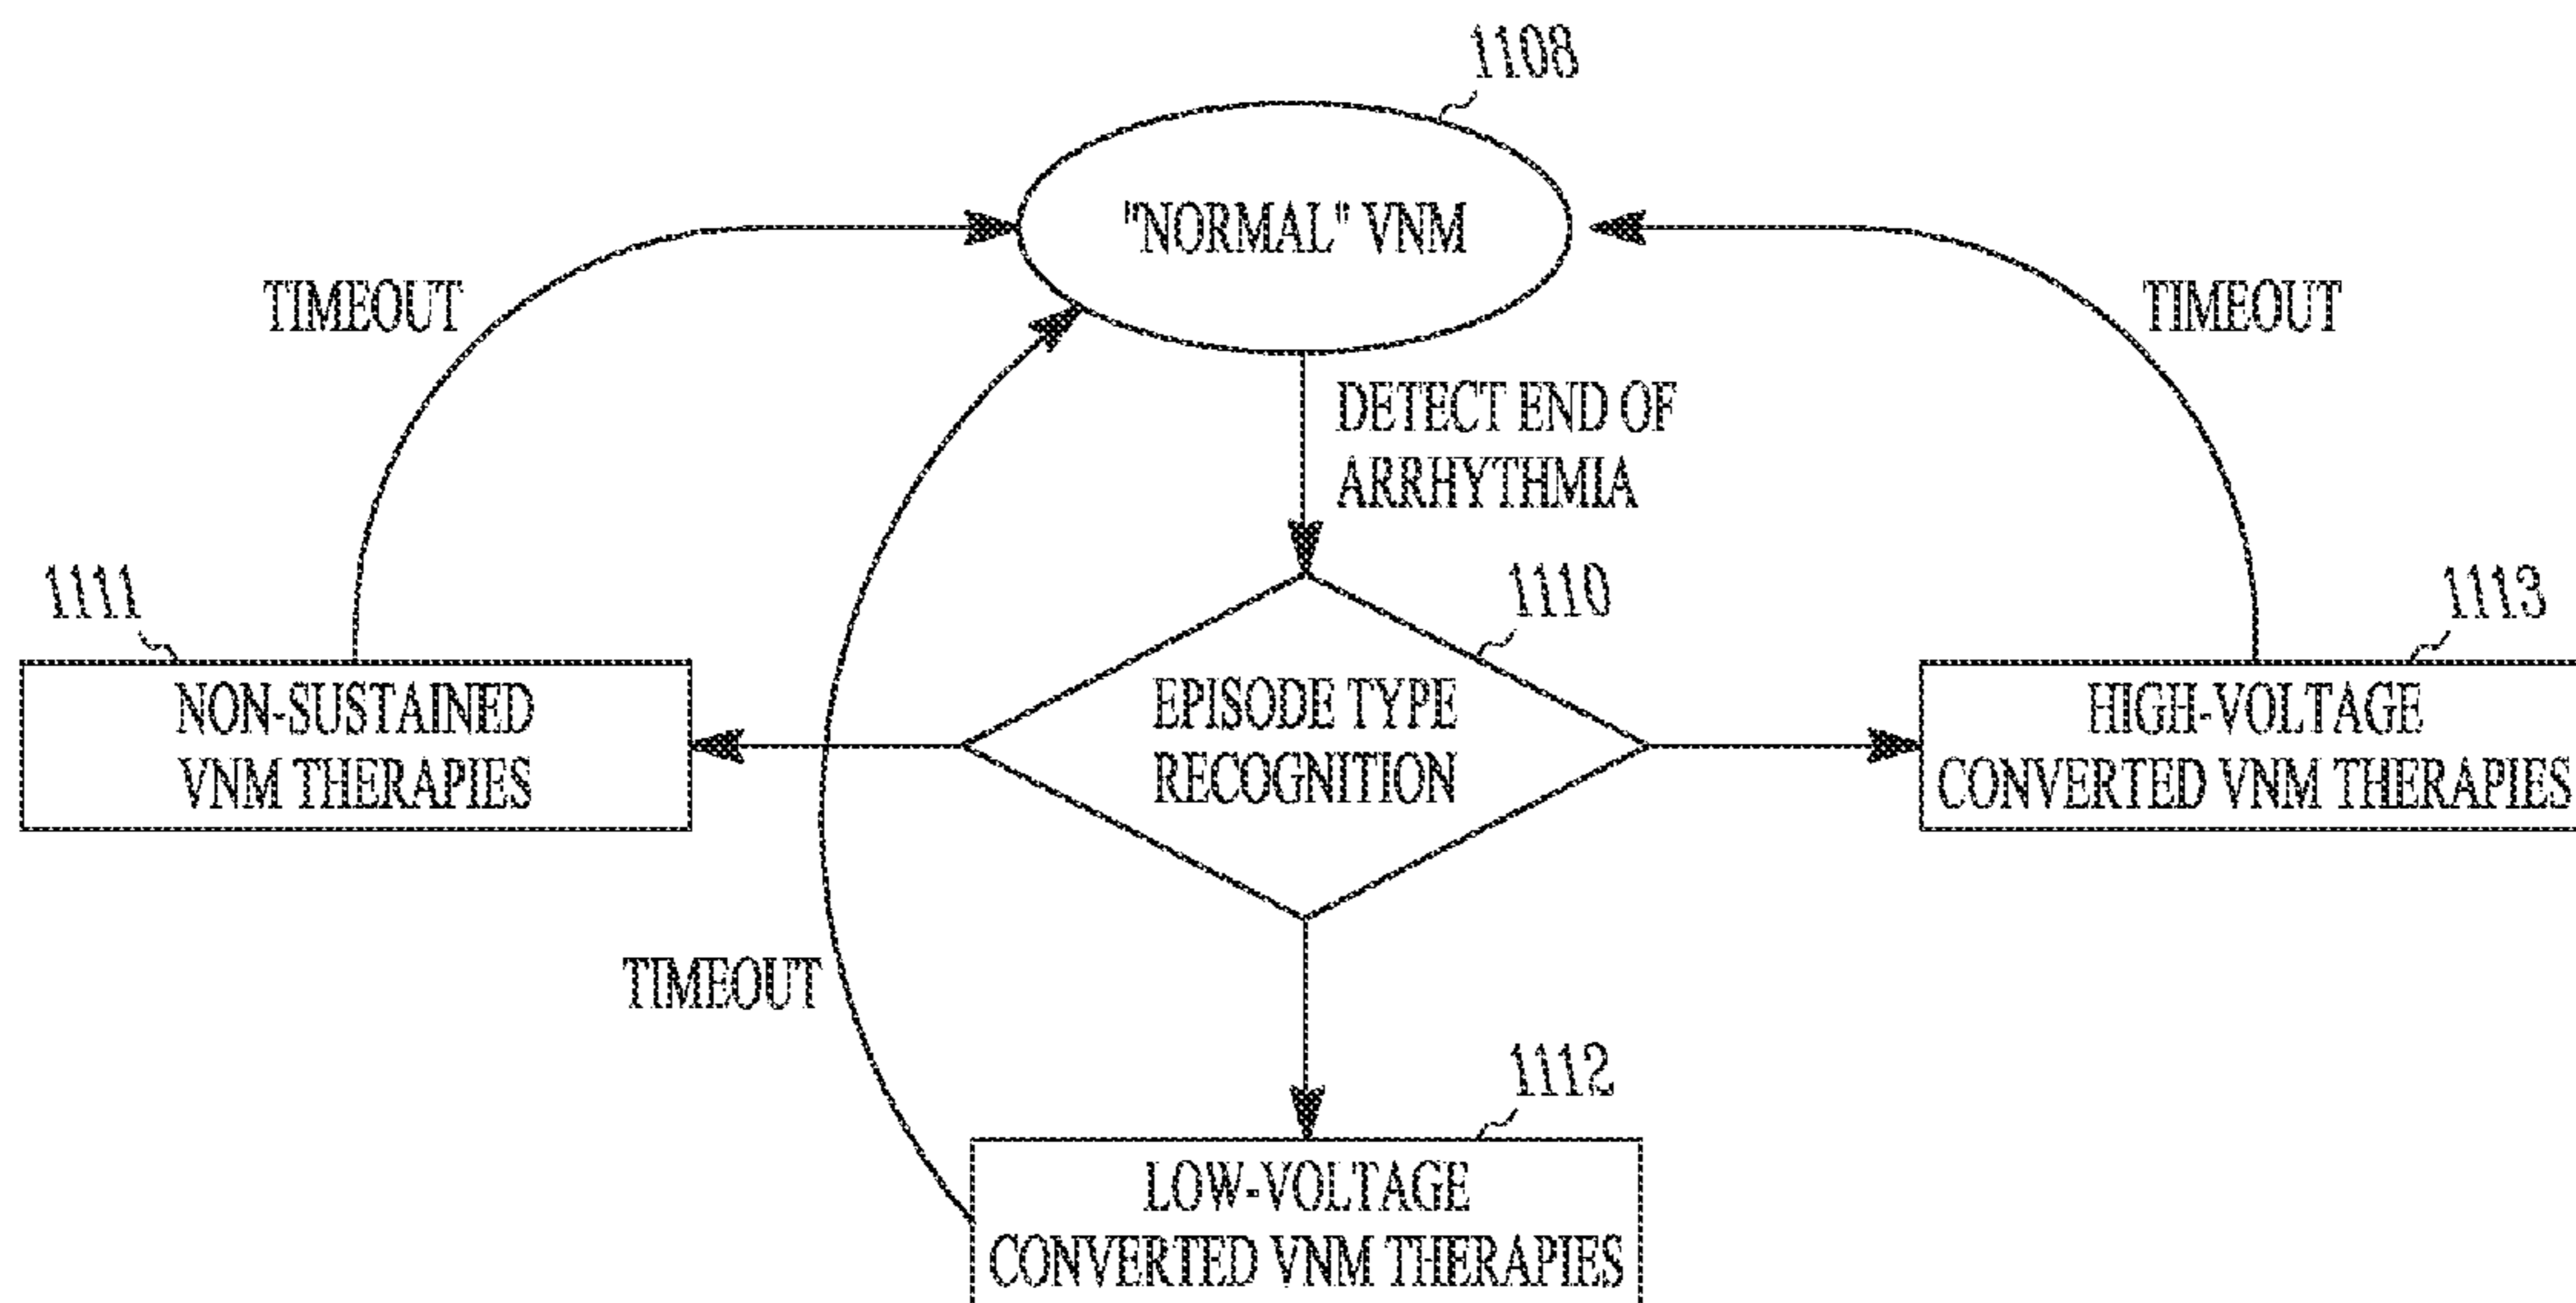 1108
"NORMAL" VNM
TIMEOUT
TIMEOUT
DETECT END OF
ARRHYTHMIA
1111
1110
1113
NON-SUSTAINED
VNM THERAPIES
EPISODE TYPE
RECOGNITION
HIGH-VOLTAGE
CONVERTED VNM THERAPIES
TIMEOUT
1112
LOW-VOLTAGE
CONVERTED VNM THERAPIES